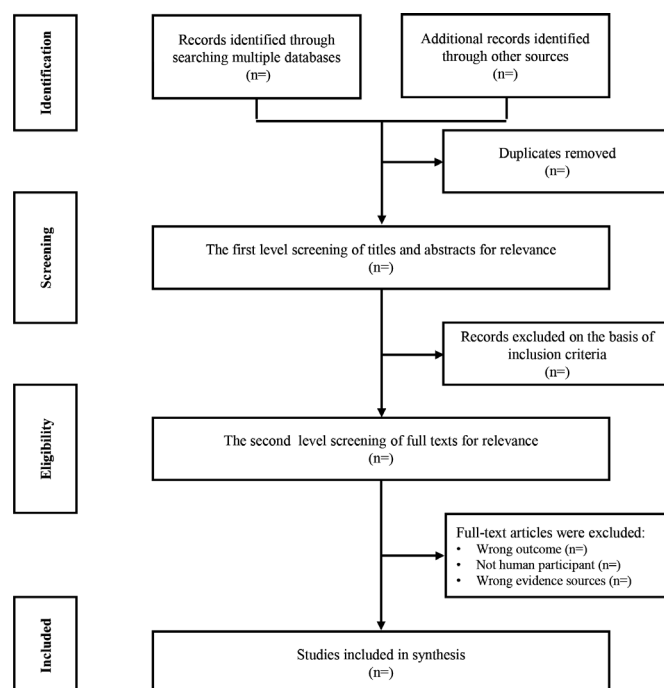 Identification
Records identified through
searching multiple databases
(n=)
Additional records identified
through other sources
(n=)
Duplicates removed
(n=)
Screening
The first level screening of titles and abstracts for relevance
(n=)
Records excluded on the basis of
inclusion criteria
(n=)
Eligibility
The second level screening of full texts for relevance
(n=)
Full-text articles were excluded:
• Wrong outcome (n=)
• Not human participant (n=)
• Wrong evidence sources (n=)
Included
Studies included in synthesis
(n=)